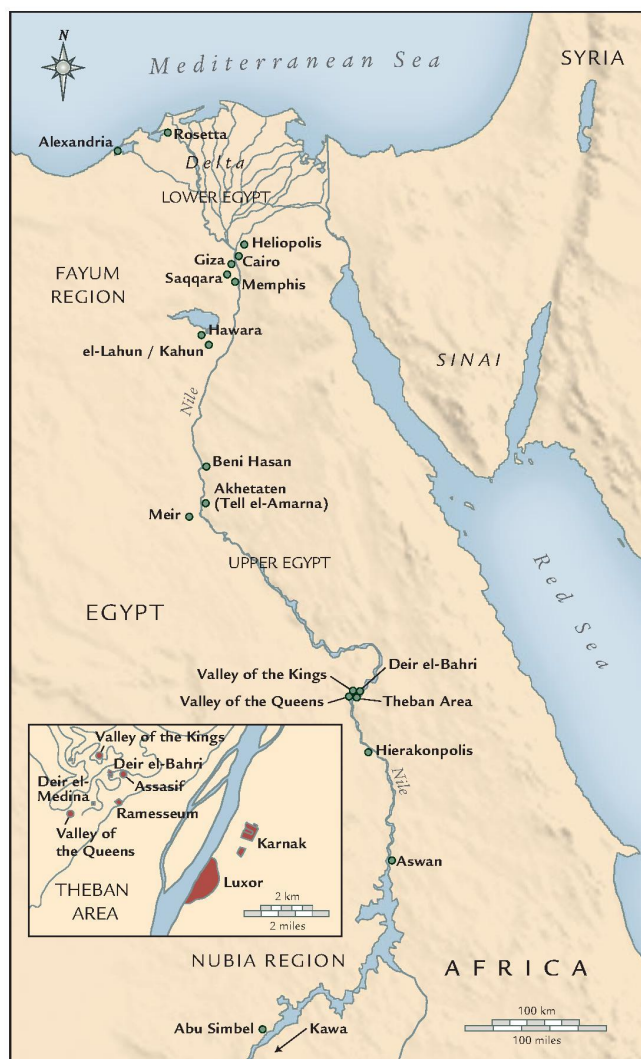 N
Mediterranean Sea
SYRIA
Rosetta
Alexandria
Delta
LOWER EGYPT
Heliopolis
Giza
Cairo
FAYUM
REGION
Saqqara
Memphis
Hawara
el-Lahun / Kahun
SINAI
Nile
Beni Hasan
Akhetaten
(Tell el-Amarna)
Meir
UPPER EGYPT
Red Sea
EGYPT
Valley of the Kings
Deir el-Bahri
Valley of the Queens
Theban Area
Hierakonpolis
Nile
Aswan
Valley of the Kings
Deir el-Bahri
Deir el-
Medina
Assasif
Ramesseum
Valley of
the Queens
Karnak
Luxor
THEBAN
AREA
2 km
2 miles
NUBIA REGION
AFRICA
Abu Simbel
Kawa
100 km
100 miles